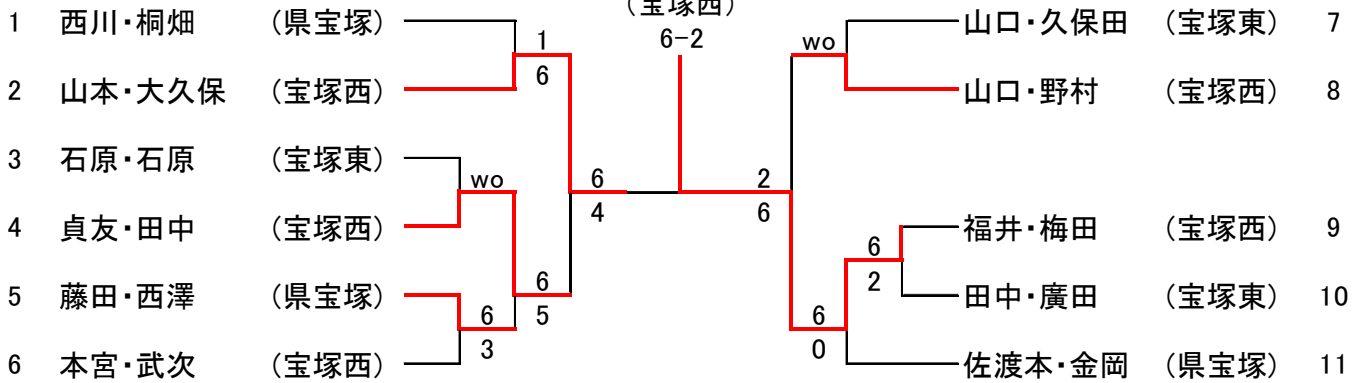 (宝塚西)
6-2
1 西川・桐畑 (県宝塚)
2 山本・大久保 (宝塚西)
3 石原・石原 (宝塚東)
4 貞友・田中 (宝塚西)
5 藤田・西澤 (県宝塚)
6 本宮・武次 (宝塚西)
1
6
wo
6
5
6
3
6
4
2
6
wo
6
2
6
0
山口・久保田 (宝塚東) 7
山口・野村 (宝塚西) 8
福井・梅田 (宝塚西) 9
田中・廣田 (宝塚東) 10
佐渡本・金岡 (県宝塚) 11